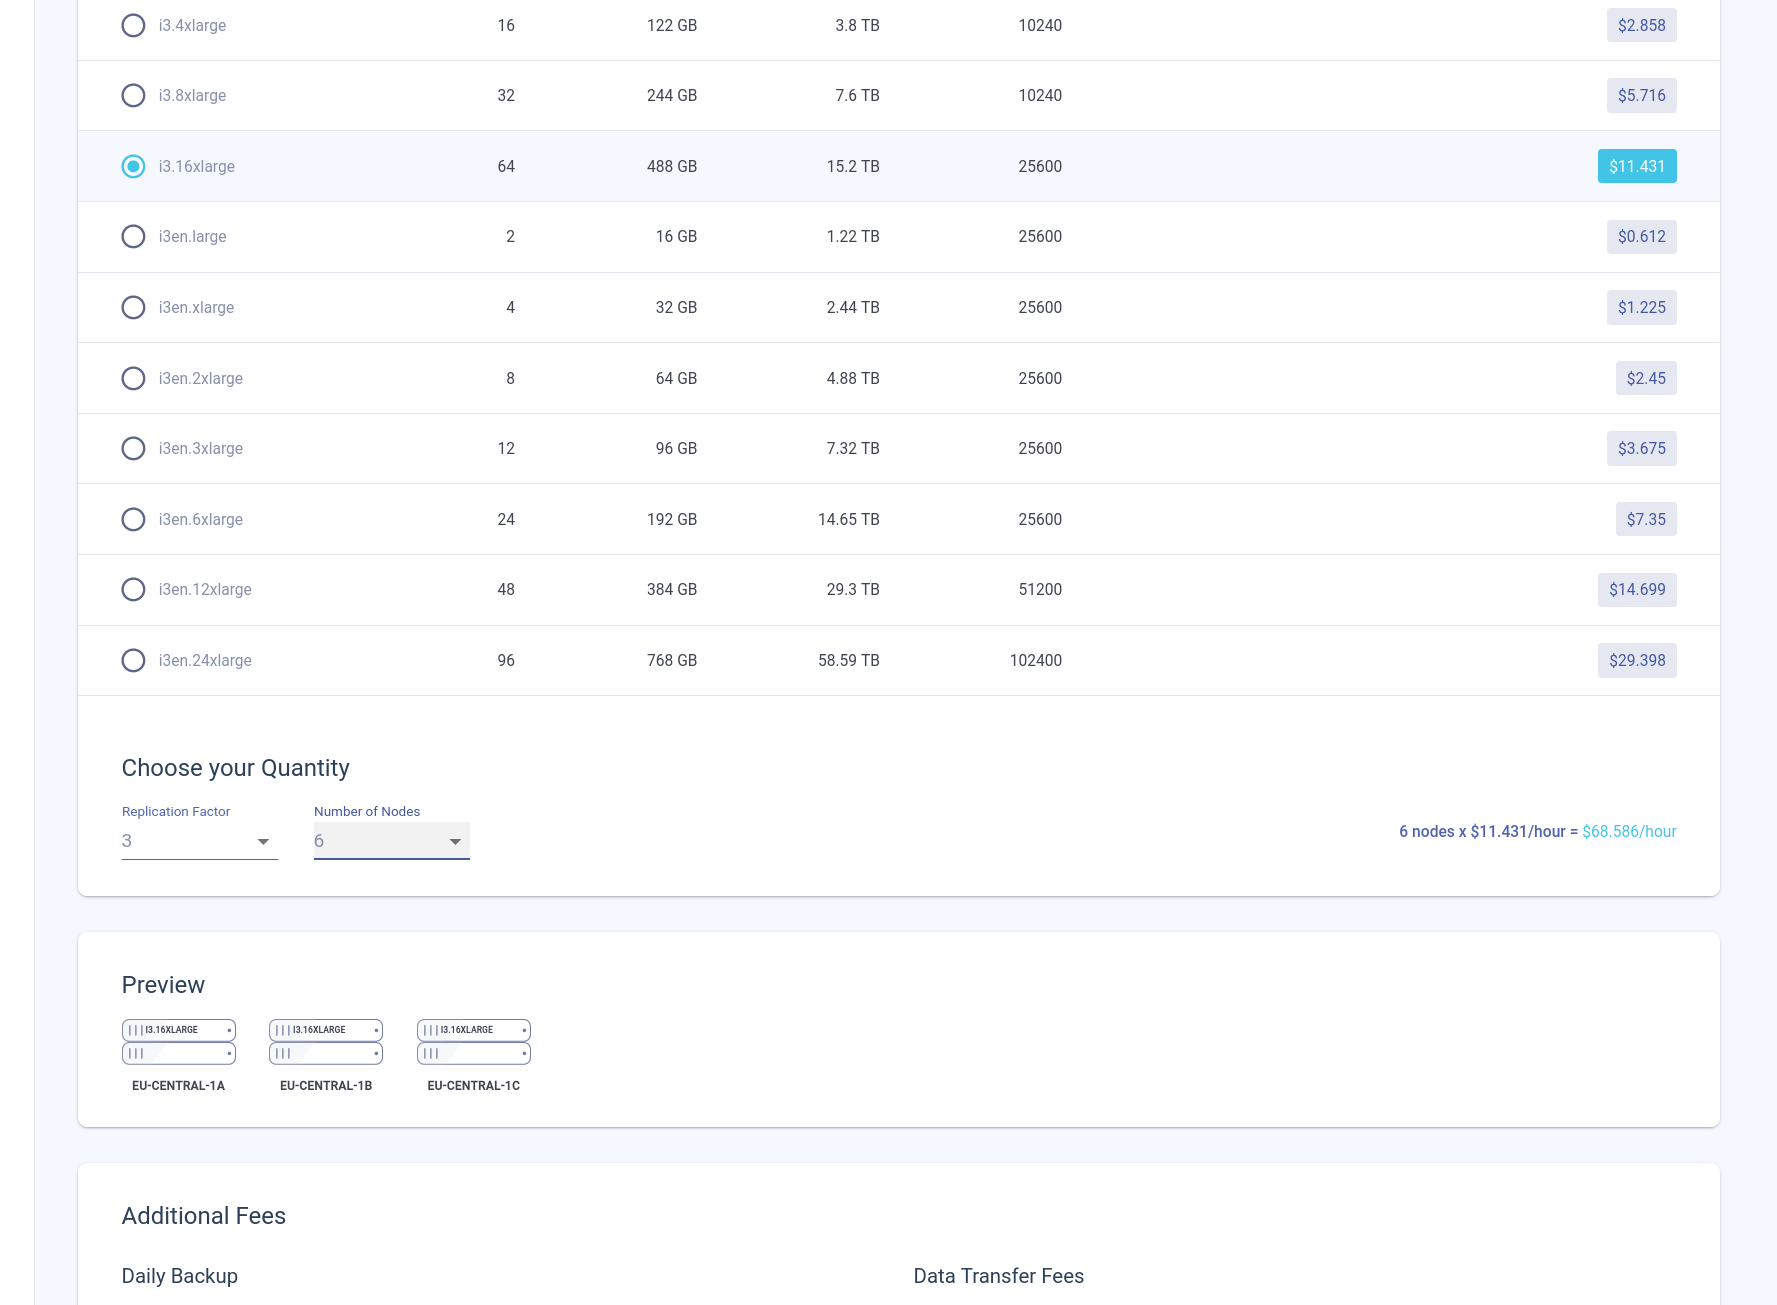 i3.4xlarge 16 122 GB 3.8 TB 10240 $2.858
i3.8xlarge 32 244 GB 7.6 TB 10240 $5.716
i3.16xlarge 64 488 GB 15.2 TB 25600 $11.431
i3en.large 2 16 GB 1.22 TB 25600 $0.612
i3en.xlarge 4 32 GB 2.44 TB 25600 $1.225
i3en.2xlarge 8 64 GB 4.88 TB 25600 $2.45
i3en.3xlarge 12 96 GB 7.32 TB 25600 $3.675
i3en.6xlarge 24 192 GB 14.65 TB 25600 $7.35
i3en.12xlarge 48 384 GB 29.3 TB 51200 $14.699
i3en.24xlarge 96 768 GB 58.59 TB 102400 $29.398
Choose your Quantity
Replication Factor Number of Nodes
3 6
6 nodes x $11.431/hour = $68.586/hour
Preview
I3.16XLARGE I3.16XLARGE I3.16XLARGE
EU-CENTRAL-1A EU-CENTRAL-1B EU-CENTRAL-1C
Additional Fees
Daily Backup Data Transfer Fees